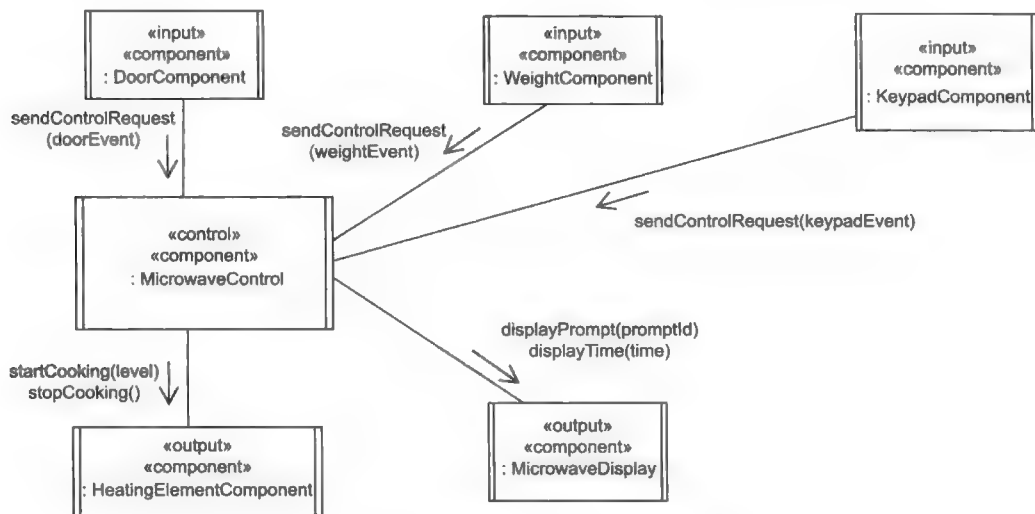 «input»
«component»
: DoorComponent
«input»
«component»
: WeightComponent
«input»
«component»
: KeypadComponent
sendControlRequest
(doorEvent)
sendControlRequest
(weightEvent)
sendControlRequest(keypadEvent)
«control»
«component»
: MicrowaveControl
displayPrompt(promptId)
displayTime(time)
startCooking(level)
stopCooking()
«output»
«component»
: HeatingElementComponent
«output»
«component»
: MicrowaveDisplay